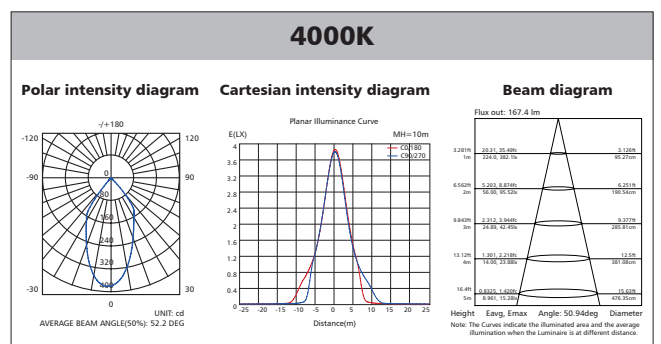 4000K
Polar intensity diagram
Cartesian intensity diagram
Beam diagram
-/+180
-120
120
-90
90
-30
30
0
0
80
160
240
320
400
UNIT: cd
AVERAGE BEAM ANGLE(50%): 52.2 DEG
Planar Illuminance Curve
E(LX)
MH=10m
C0/180
C90/270
4
3.6
3.2
2.8
2.4
2
1.6
1.2
0.8
0.4
0 -25 -20 -15 -10 -5 0 5 10 15 20 25
Distance(m)
Flux out: 167.4 lm
3.281ft 20.31, 35.49fc 3.126ft
1m 224.0, 382.1lx 95.27cm
6.562ft 5.203, 8.874fc 6.251ft
2m 56.00, 95.52lx 190.54cm
9.843ft 2.312, 3.944fc 9.377ft
3m 24.89, 42.45lx 285.81cm
13.12ft 1.301, 2.218fc 12.5ft
4m 14.00, 23.88lx 381.08cm
16.4ft 0.8325, 1.420fc 15.63ft
5m 8.961, 15.28lx 476.35cm
Height Eavg, Emax Angle: 50.94deg Diameter
Note: The Curves indicate the illuminated area and the average
illumination when the Luminaire is at different distance.